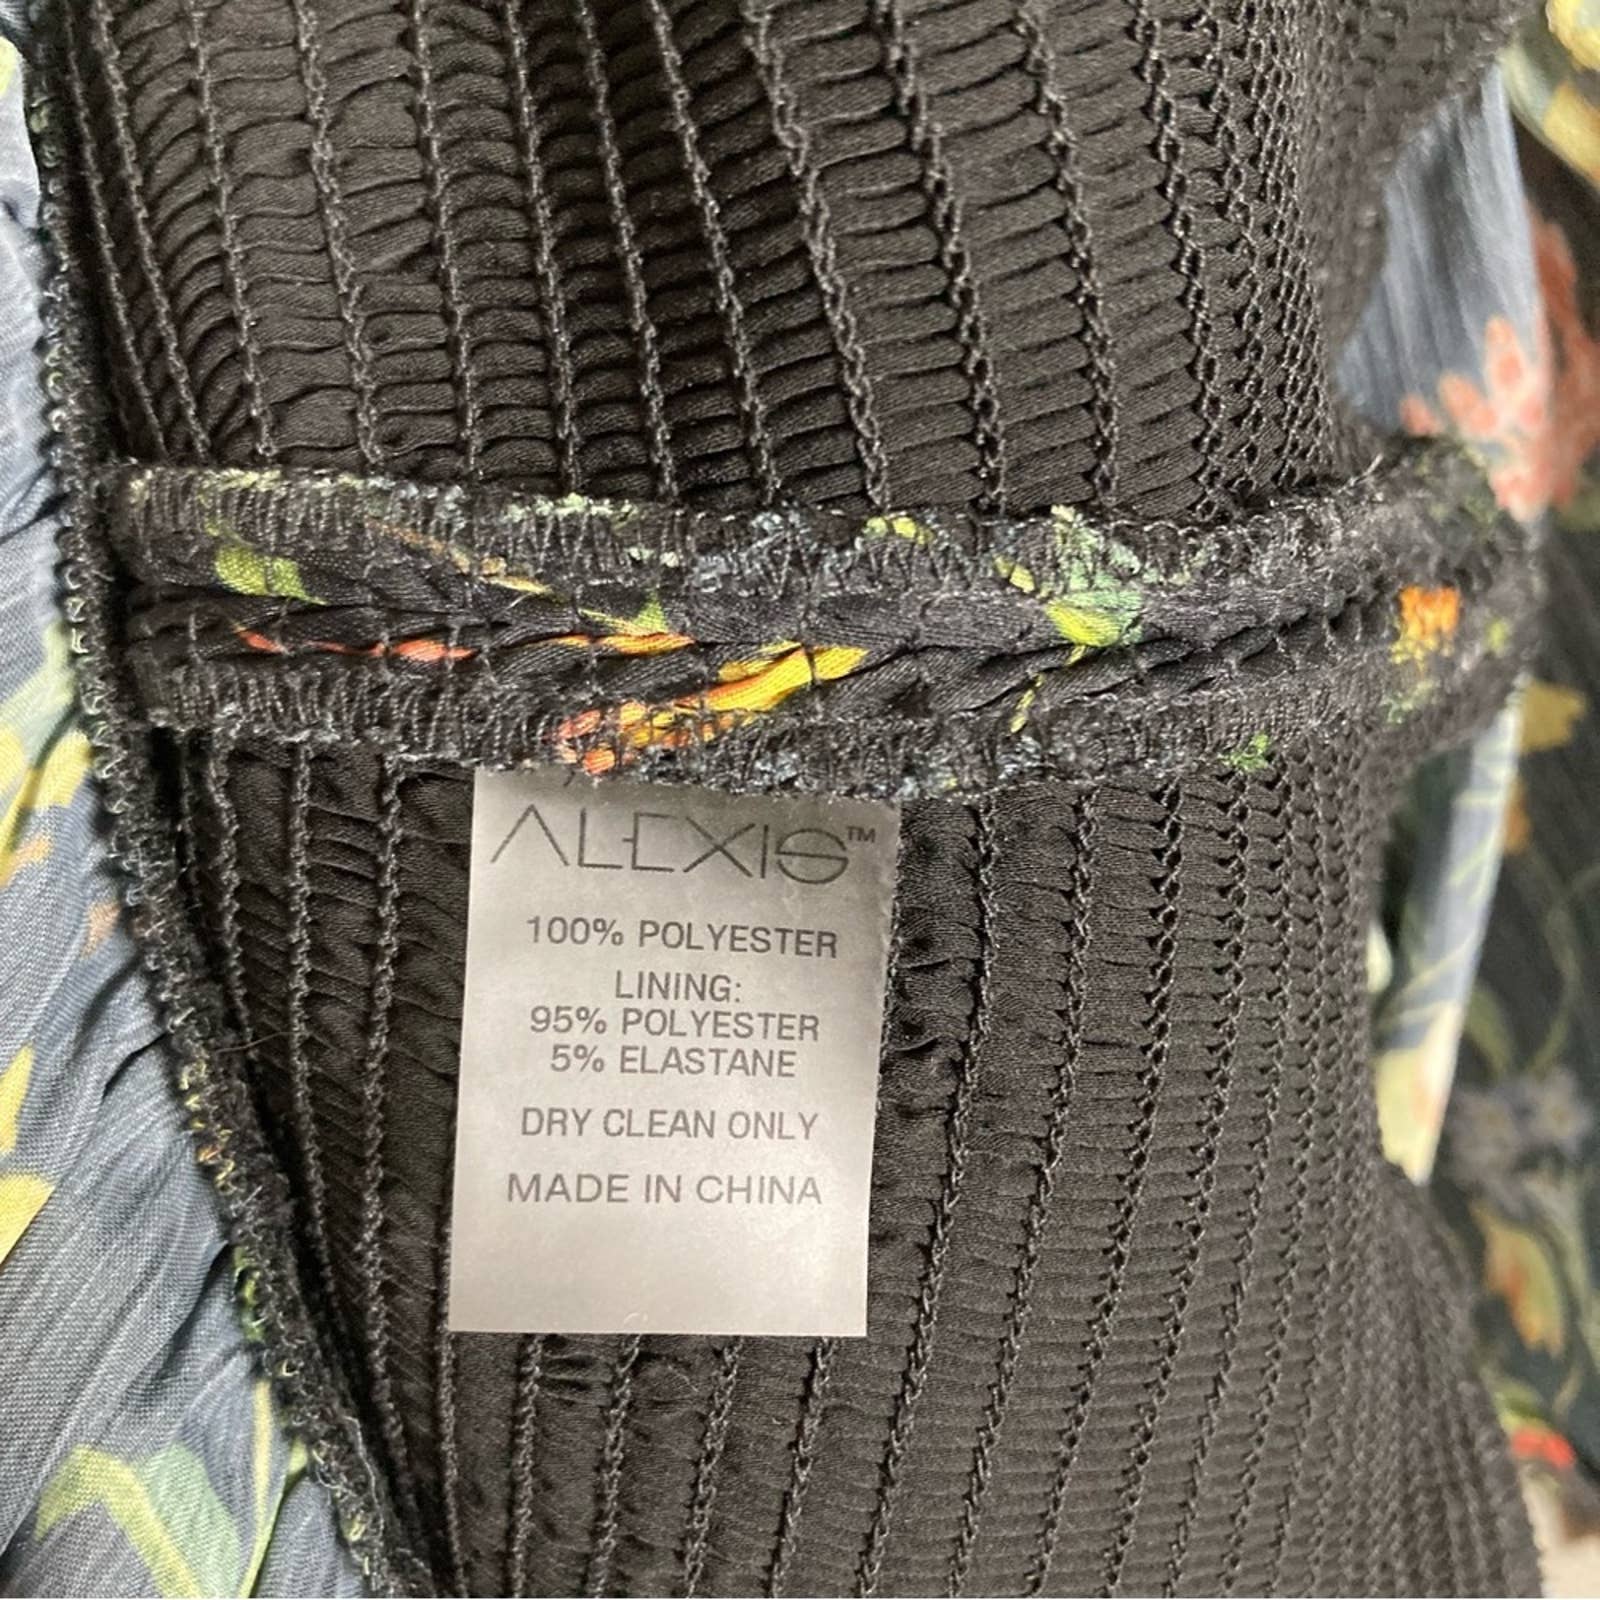 ALEXIS™
100% POLYESTER
LINING:
95% POLYESTER
5% ELASTANE
DRY CLEAN ONLY
MADE IN CHINA